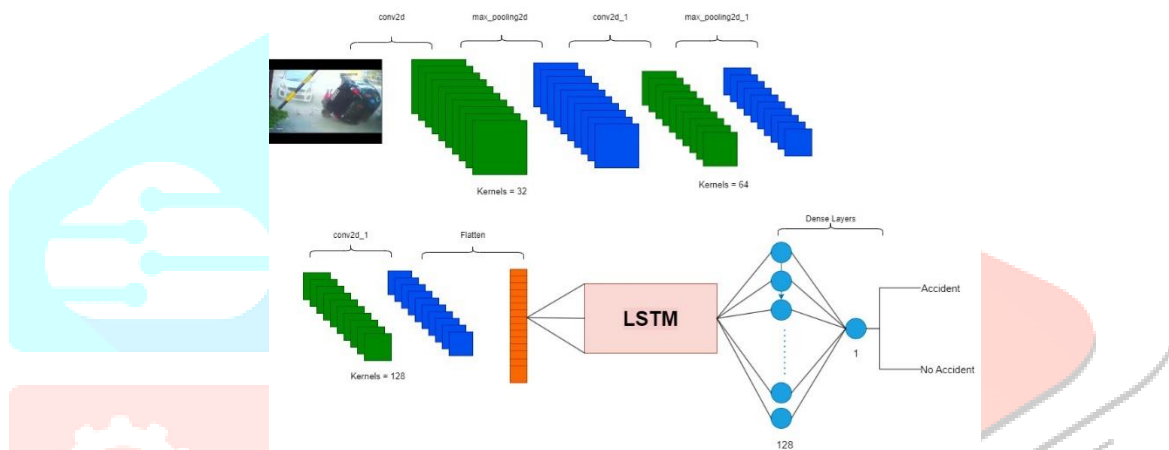 conv2d
max_pooling2d
conv2d_1
max_pooling2d_1
Kernels = 32
Kernels = 64
conv2d_1
Flatten
Dense Layers
LSTM
Accident
No Accident
1
Kernels = 128
128